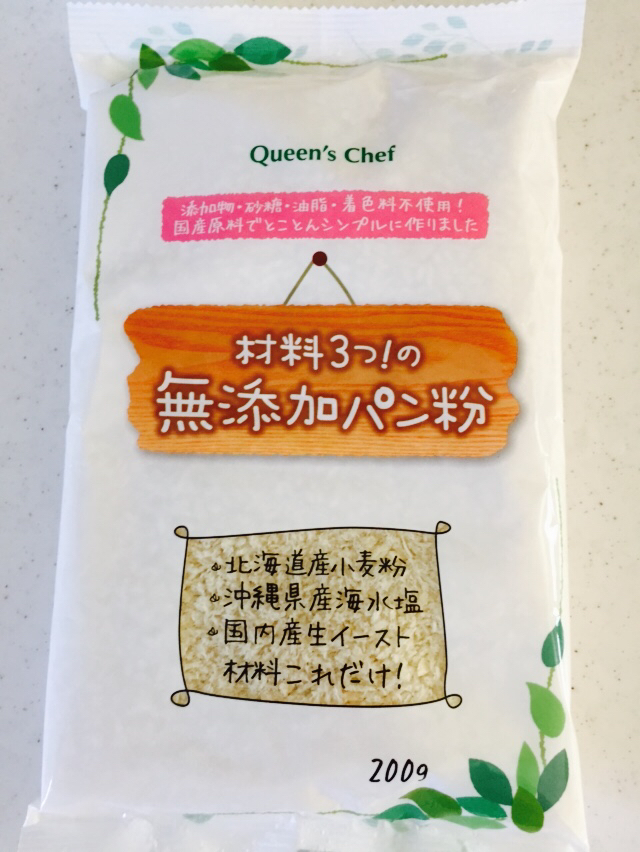 Queen's Chef
添加物・砂糖・油脂・着色料不使用！
国産原料でとことんシンプルに作りました
材料3つ！の
無添加パン粉
北海道産小麦粉
沖縄県産海水塩
国内産生イースト
材料これだけ！
200g